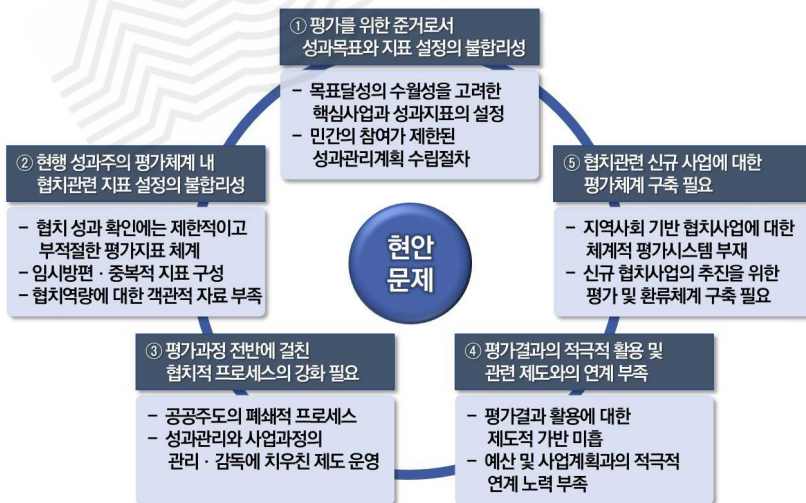 ① 평가를 위한 준거로서
성과목표와 지표 설정의 불합리성
- 목표달성의 수월성을 고려한
핵심사업과 성과지표의 설정
- 민간의 참여가 제한된
성과관리계획 수립절차
② 현행 성과주의 평가체계 내
협치관련 지표 설정의 불합리성
- 협치 성과 확인에는 제한적이고
부적절한 평가지표 체계
- 임시방편 · 중복적 지표 구성
- 협치역량에 대한 객관적 자료 부족
현안
문제
⑤ 협치관련 신규 사업에 대한
평가체계 구축 필요
- 지역사회 기반 협치사업에 대한
체계적 평가시스템 부재
- 신규 협치사업의 추진을 위한
평가 및 환류체계 구축 필요
③ 평가과정 전반에 걸친
협치적 프로세스의 강화 필요
- 공공주도의 폐쇄적 프로세스
- 성과관리와 사업과정의
관리 · 감독에 치우친 제도 운영
④ 평가결과의 적극적 활용 및
관련 제도와의 연계 부족
- 평가결과 활용에 대한
제도적 가반 미흡
- 예산 및 사업계획과의 적극적
연계 노력 부족